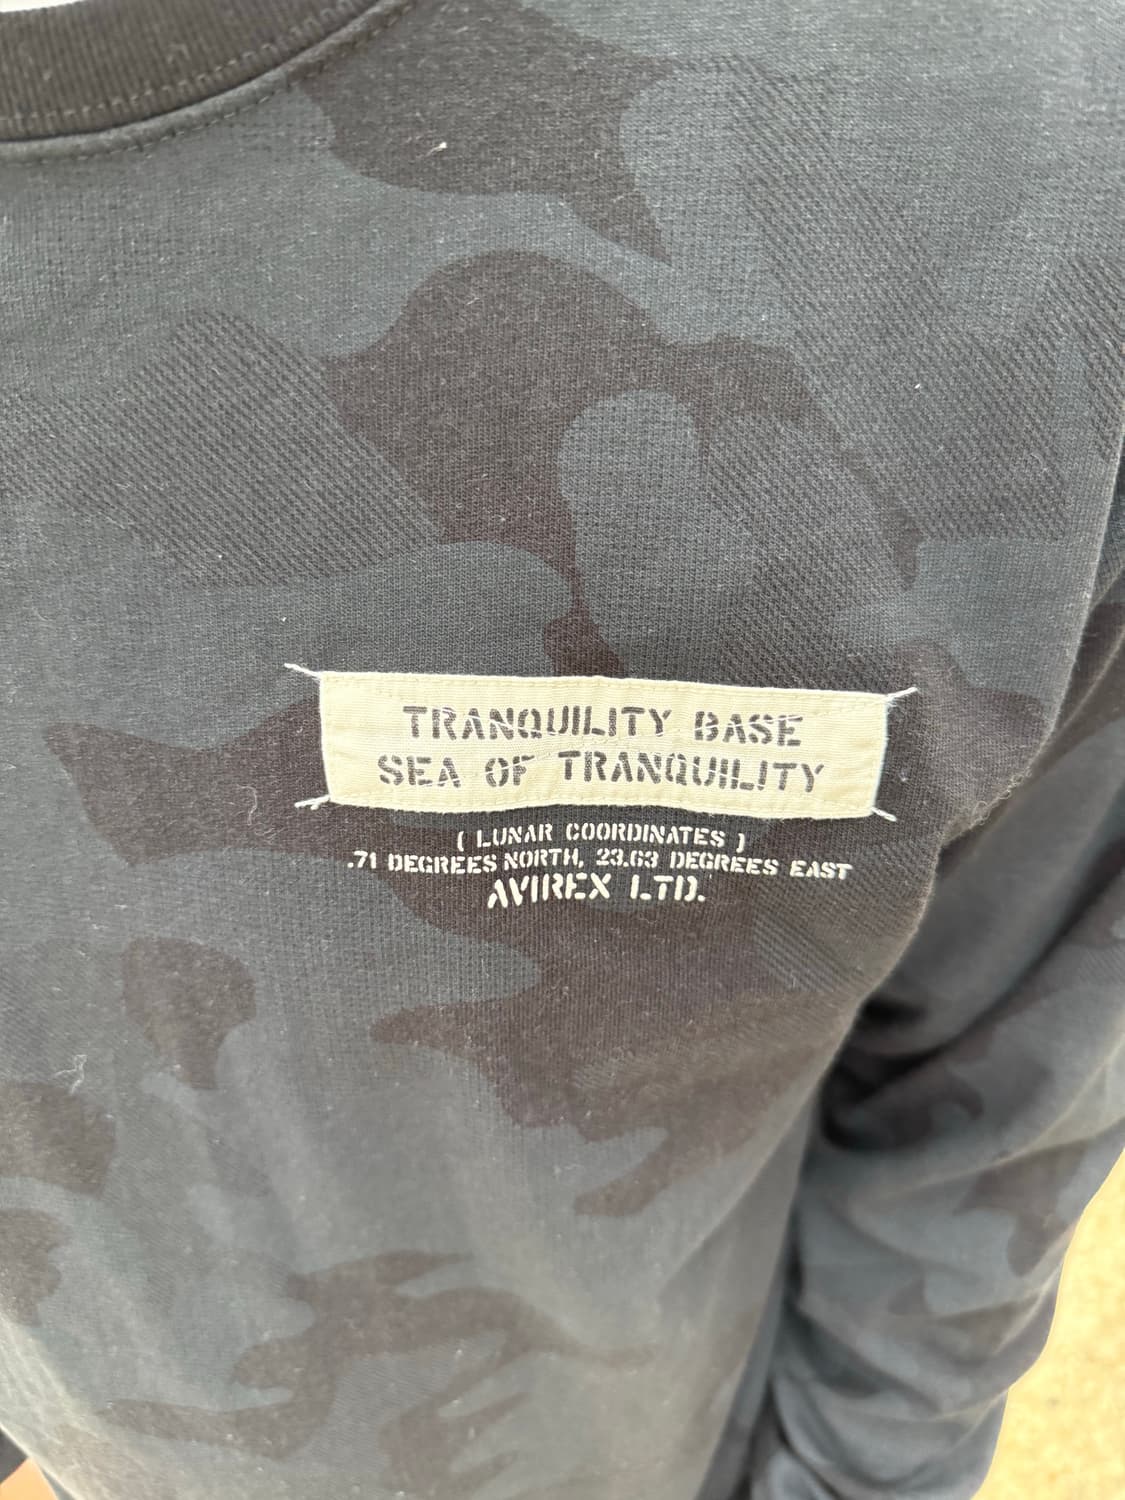 TRANQUILITY BASE
SEA OF TRANQUILITY
( LUNAR COORDINATES )
.71 DEGREES NORTH, 23.63 DEGREES EAST
AVIREX LTD.